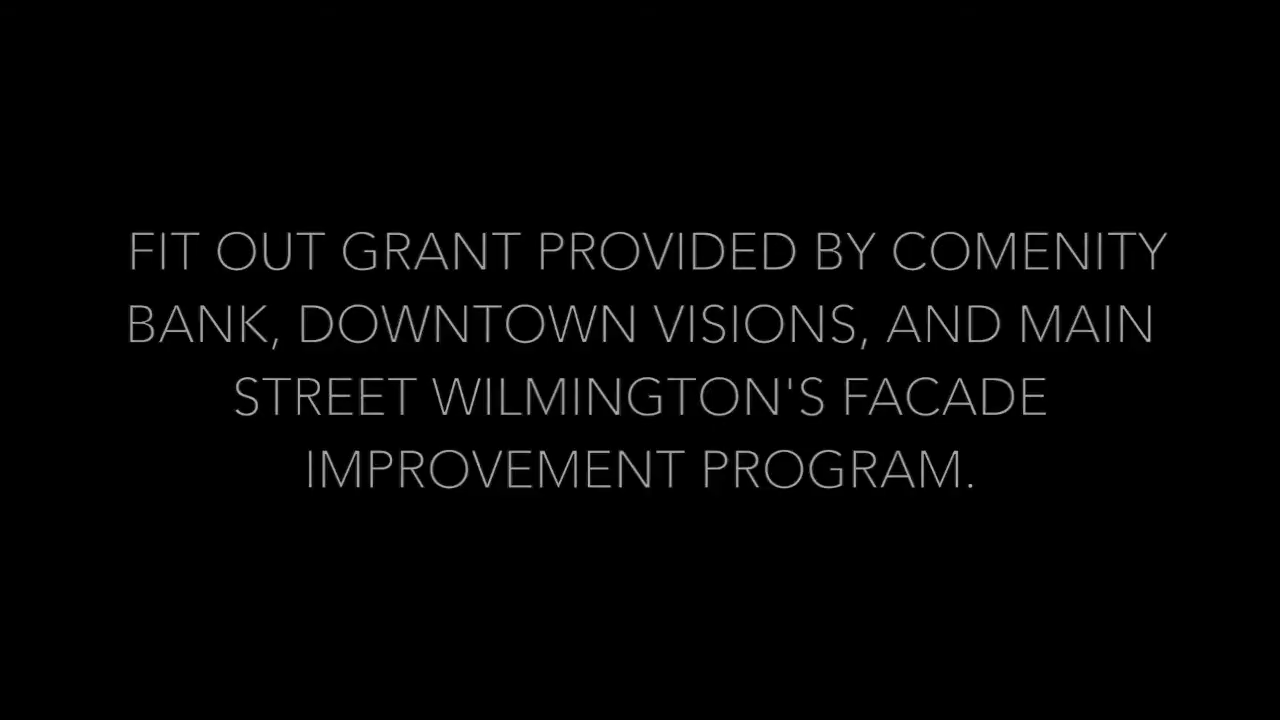 FIT OUT GRANT PROVIDED BY COMENITY
BANK, DOWNTOWN VISIONS, AND MAIN
STREET WILMINGTON'S FACADE
IMPROVEMENT PROGRAM.